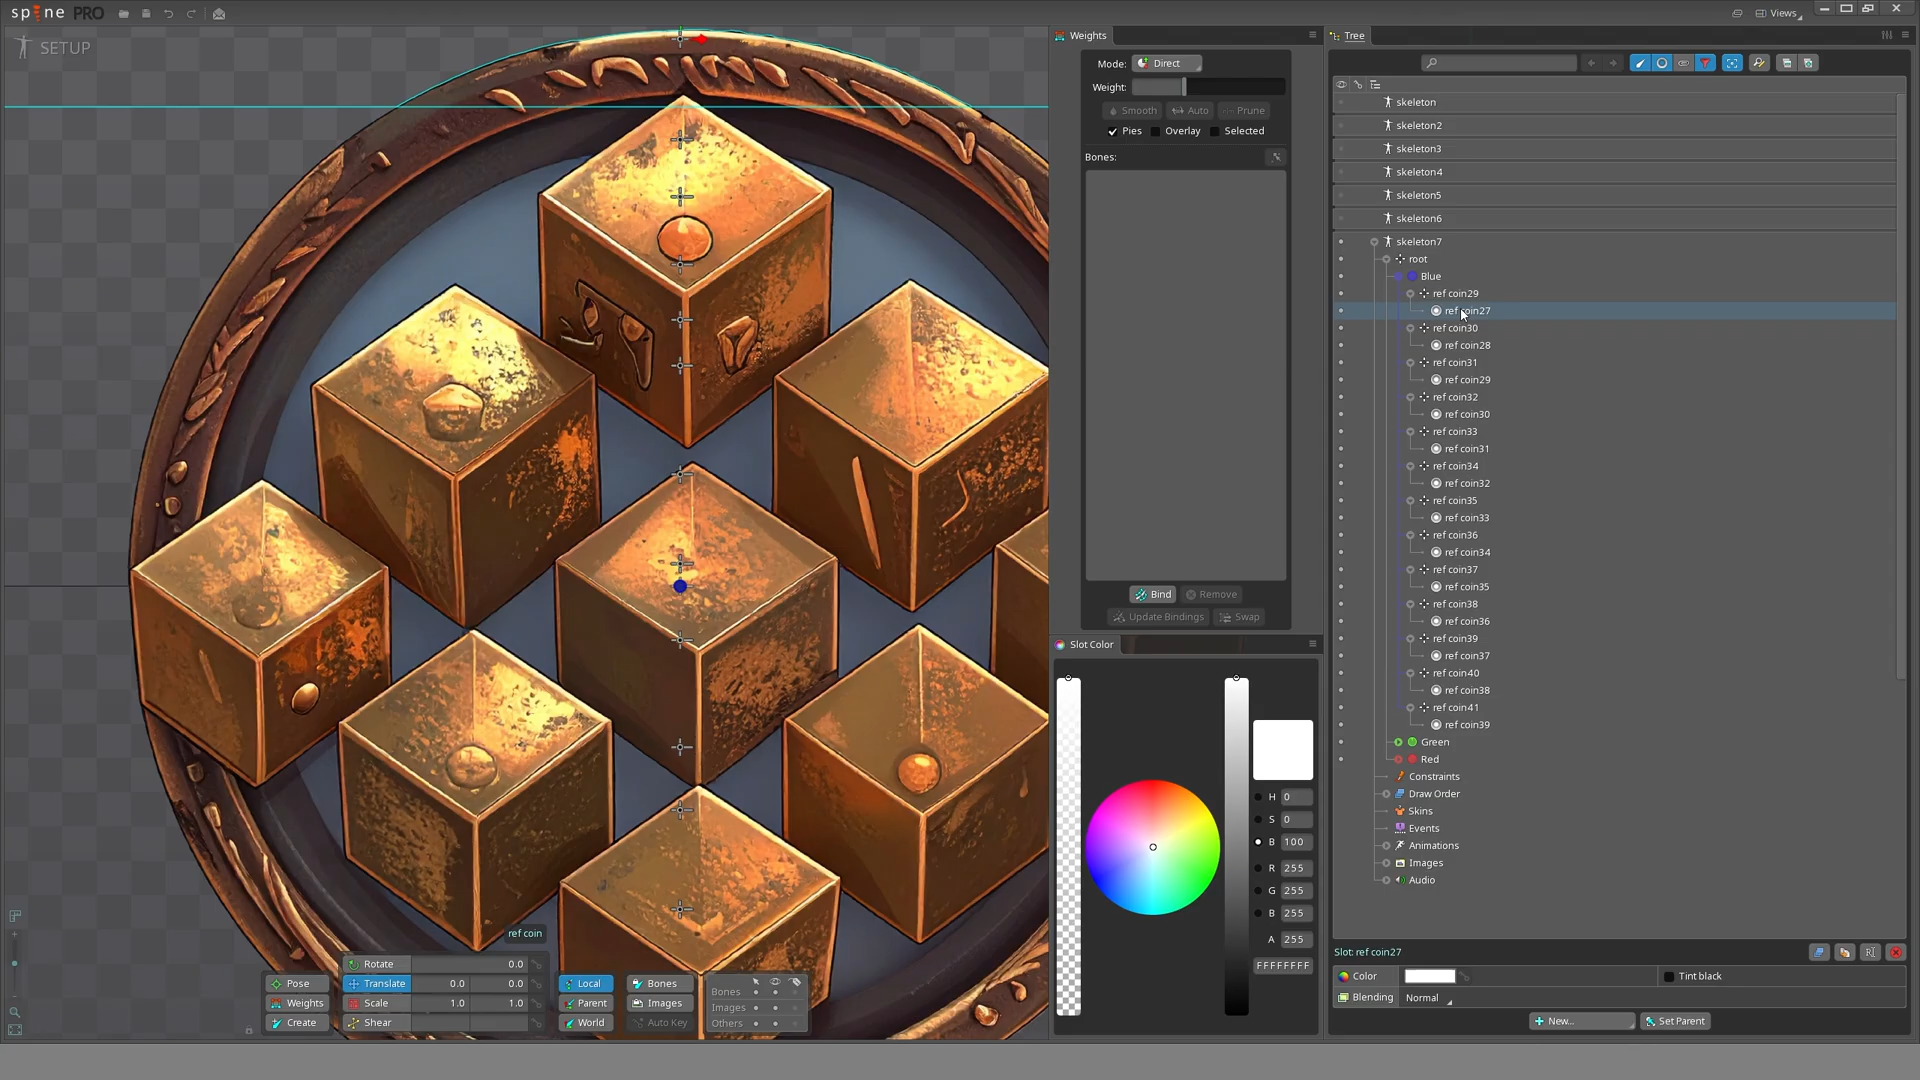 spine PRO
Views
SETUP
ref coin
Pose
Weights
Create
Rotate 0.0
Translate 0.0 0.0
Scale 1.0 1.0
Shear
Local
Parent
World
Bones
Images
Auto Key
Bones
Images
Others
Weights
Mode: Direct
Weight:
Smooth Auto Prune
Pies Overlay Selected
Bones:
Bind Remove
Update Bindings Swap
Slot Color
H 0
S 0
B 100
R 255
G 255
B 255
A 255
FFFFFFFF
Tree
skeleton
skeleton2
skeleton3
skeleton4
skeleton5
skeleton6
skeleton7
root
Blue
ref coin29
ref coin27
ref coin30
ref coin28
ref coin31
ref coin29
ref coin32
ref coin30
ref coin33
ref coin31
ref coin34
ref coin32
ref coin35
ref coin33
ref coin36
ref coin34
ref coin37
ref coin35
ref coin38
ref coin36
ref coin39
ref coin37
ref coin40
ref coin38
ref coin41
ref coin39
Green
Red
Constraints
Draw Order
Skins
Events
Animations
Images
Audio
Slot: ref coin27
Color Tint black
Blending Normal
New... Set Parent